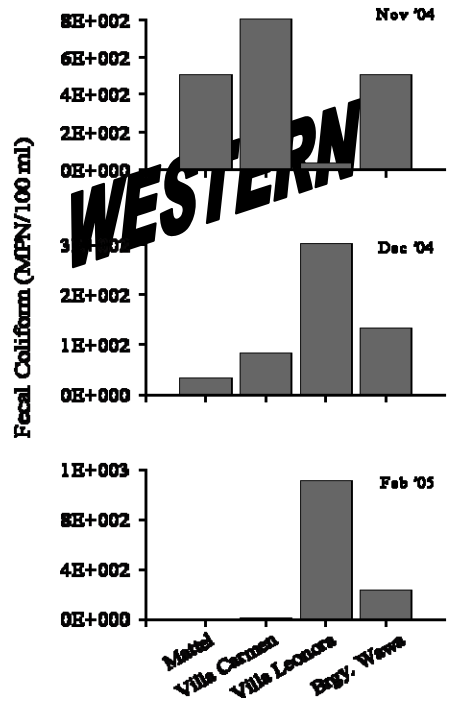 Fecal Coliform (MPN/100 ml)
Nov '04
8E+002
6E+002
4E+002
2E+002
0E+000
WESTERN
Dec '04
3E+002
2E+002
1E+002
0E+000
Feb '05
1E+003
8E+002
4E+002
0E+000
Mattel
Villa Carmen
Villa Leonora
Brgy. Wawa